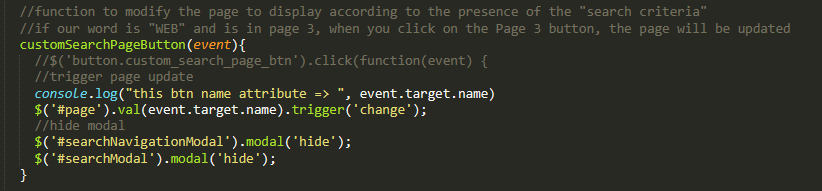 //function to modify the page to display according to the presence of the "search criteria"
//if our word is "WEB" and is in page 3, when you click on the Page 3 button, the page will be updated
customSearchPageButton(event){
//$('button.custom_search_page_btn').click(function(event) {
//trigger page update
console.log("this btn name attribute => ", event.target.name)
$('#page').val(event.target.name).trigger('change');
//hide modal
$('#searchNavigationModal').modal('hide');
$('#searchModal').modal('hide');
}